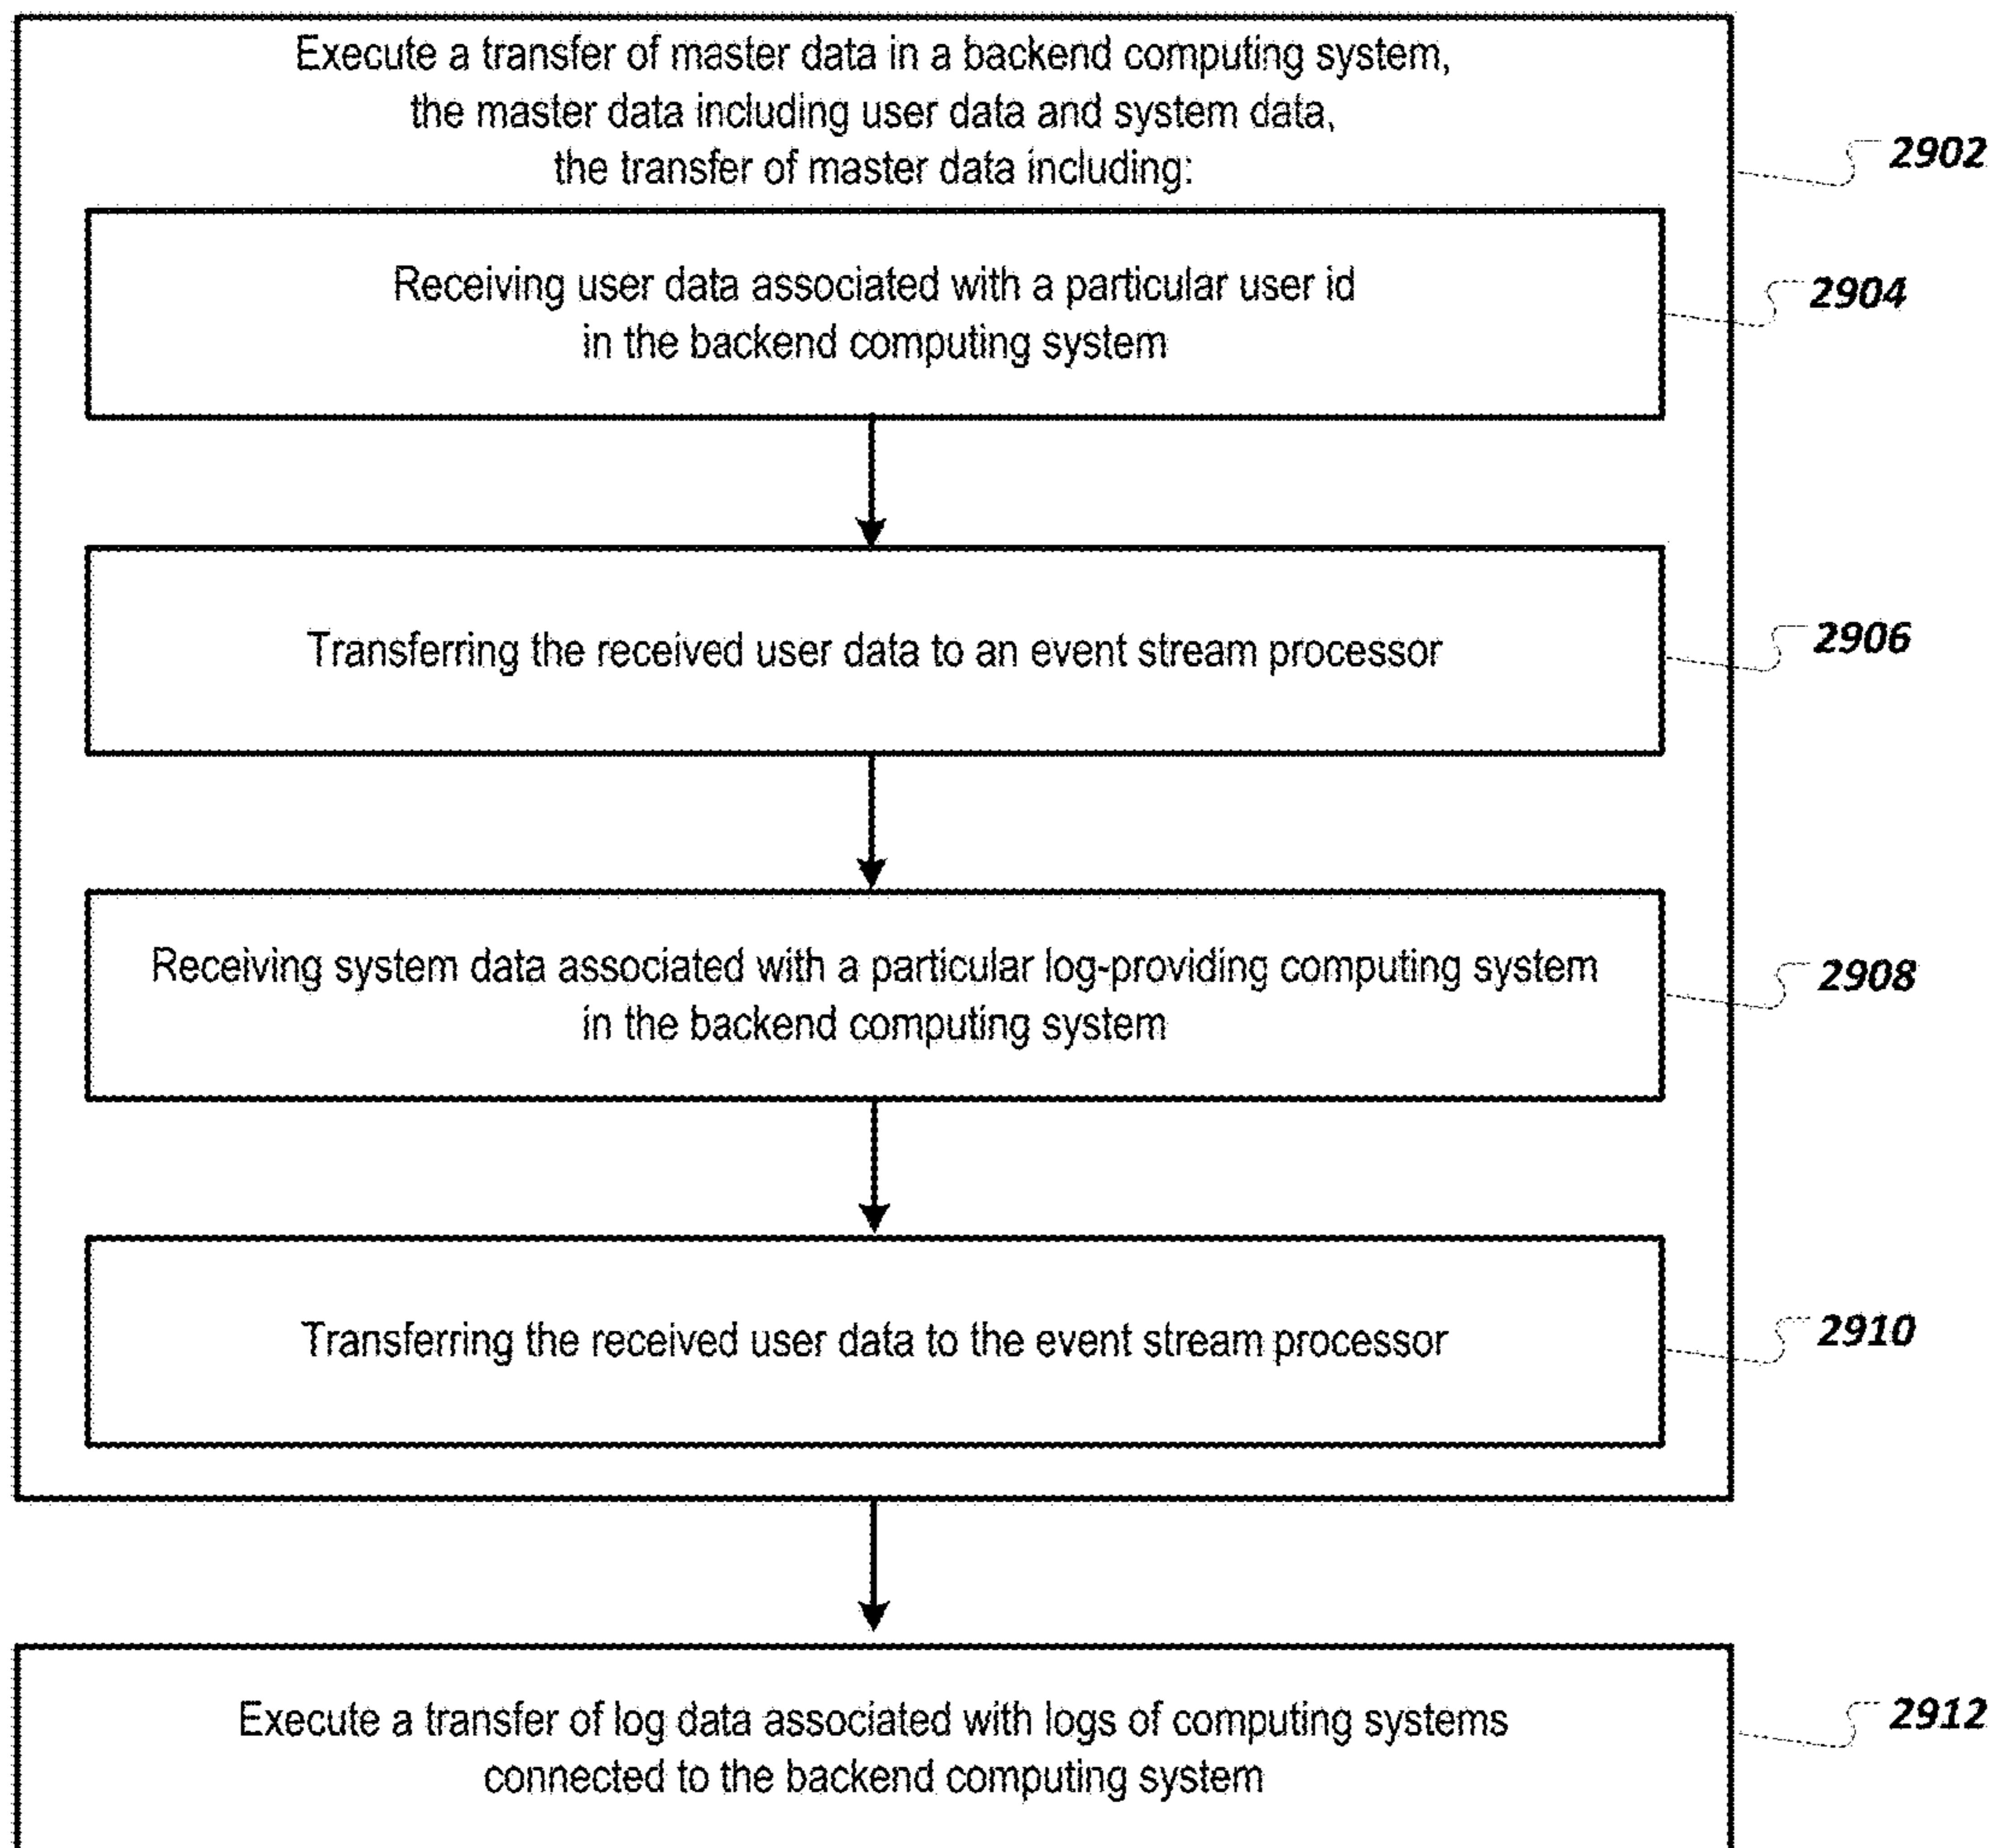 Execute a transfer of master data in a backend computing system,
the master data including user data and system data,
the transfer of master data including:
2902
Receiving user data associated with a particular user id
in the backend computing system
2904
Transferring the received user data to an event stream processor
2906
Receiving system data associated with a particular log-providing computing system
in the backend computing system
2908
Transferring the received user data to the event stream processor
2910
Execute a transfer of log data associated with logs of computing systems
connected to the backend computing system
2912